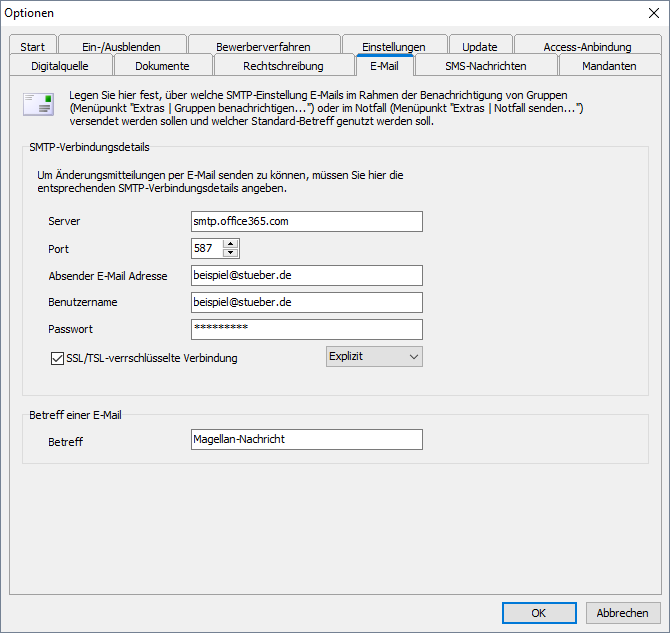 Optionen
Start Ein-/Ausblenden Bewerberverfahren Einstellungen Update Access-Anbindung
Digitalquelle Dokumente Rechtschreibung E-Mail SMS-Nachrichten Mandanten
Legen Sie hier fest, über welche SMTP-Einstellung E-Mails im Rahmen der Benachrichtigung von Gruppen
(Menüpunkt "Extras | Gruppen benachrichtigen...") oder im Notfall (Menüpunkt "Extras | Notfall senden...")
versendet werden sollen und welcher Standard-Betreff genutzt werden soll.
SMTP-Verbindungsdetails
Um Änderungsmitteilungen per E-Mail senden zu können, müssen Sie hier die
entsprechenden SMTP-Verbindungsdetails angeben.
Server smtp.office365.com
Port 587
Absender E-Mail Adresse beispiel@stueber.de
Benutzername beispiel@stueber.de
Passwort *********
SSL/TSL-verrschlüsselte Verbindung Explizit
Betreff einer E-Mail
Betreff Magellan-Nachricht
OK Abbrechen